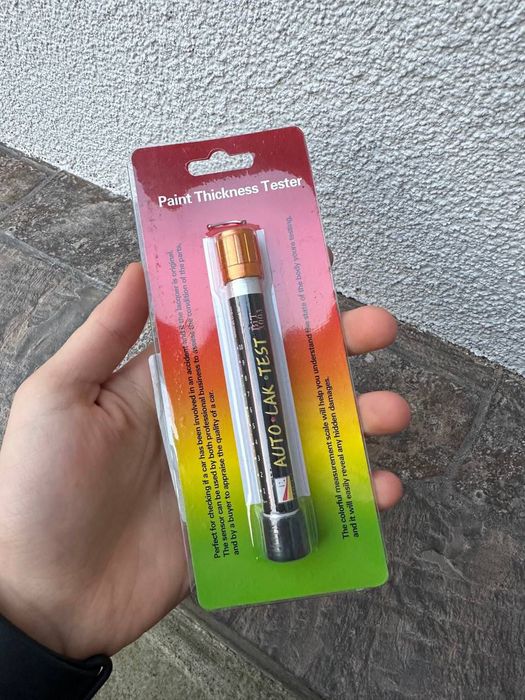 Paint Thickness Tester
Perfect for checking if a car has been involved in an accident and if the lacquer is original.
The sensor can be used by both professional business to assess the condition of the parts,
and by a buyer to appraise the quality of a car.
AUTO-LAK-TEST
BIT
The colorful measurement scale will help you understand the state of the body youre testing,
and it will easily reveal any hidden damages.